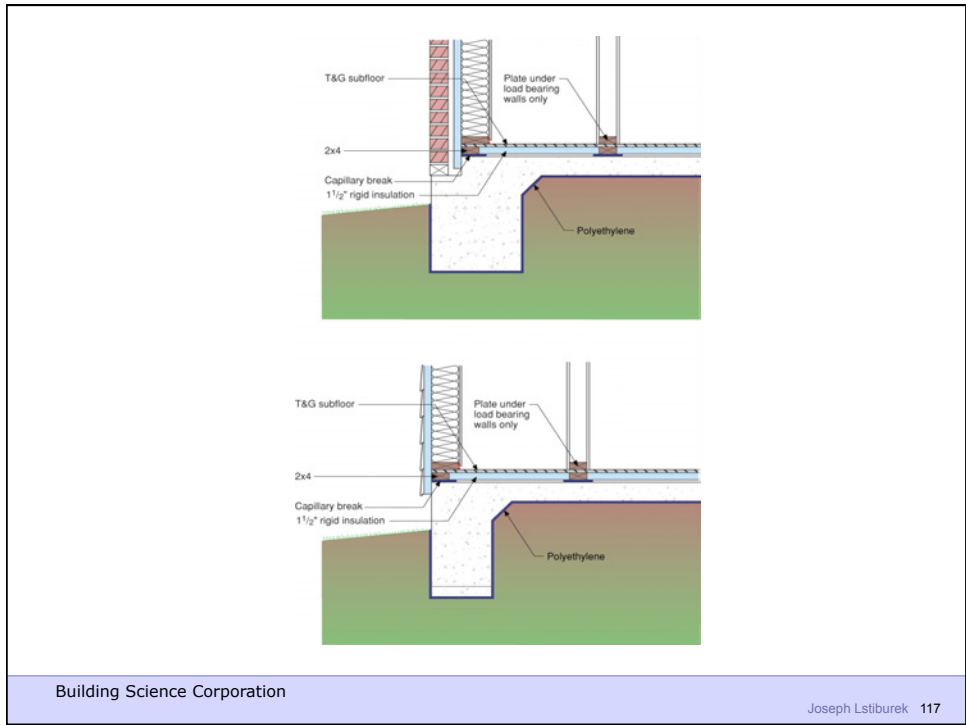 T&G subfloor
Plate under
load bearing
walls only
2x4
Capillary break
1 1/2" rigid insulation
Polyethylene
T&G subfloor
Plate under
load bearing
walls only
2x4
Capillary break
1 1/2" rigid insulation
Polyethylene
Building Science Corporation
Joseph Lstiburek 117